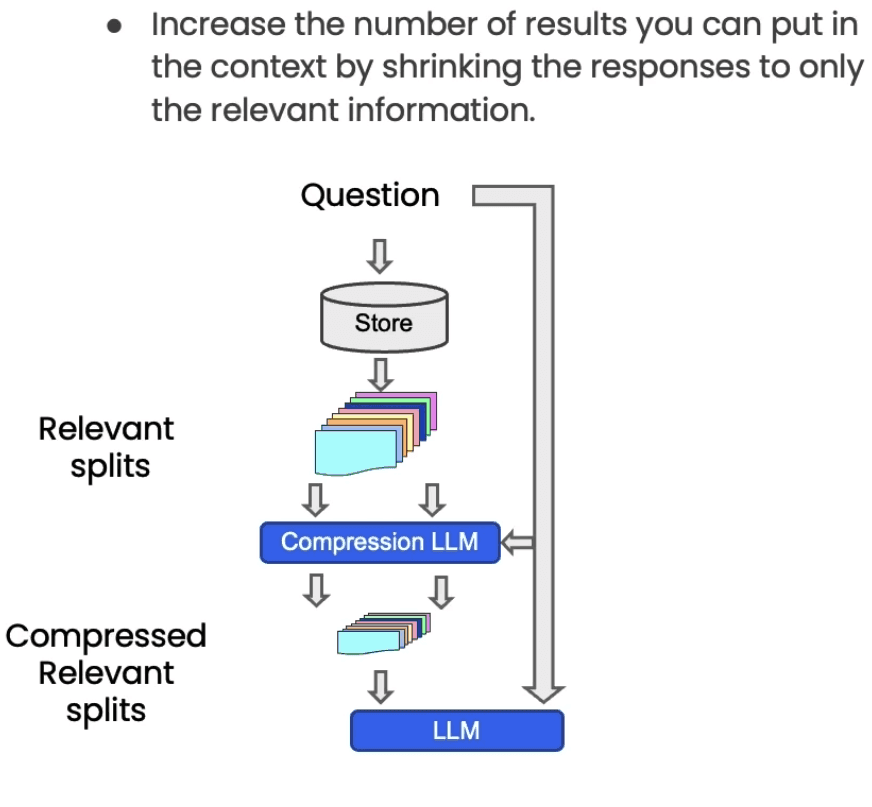 ● Increase the number of results you can put in
the context by shrinking the responses to only
the relevant information.
Question
Store
Relevant
splits
Compression LLM
Compressed
Relevant
splits
LLM